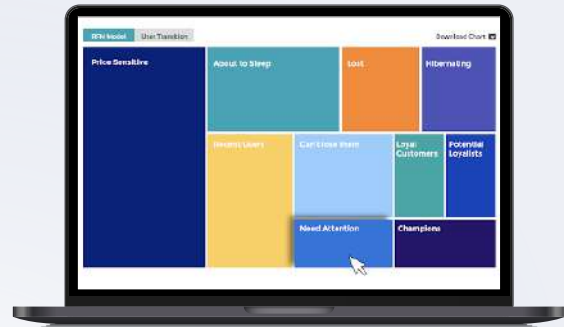 RFM Model
User Transition
Download Chart
Price Sensitive
About to Sleep
Lost
Hibernating
Recent Users
Can't Lose Them
Loyal
Customers
Potential
Loyalists
Need Attention
Champions